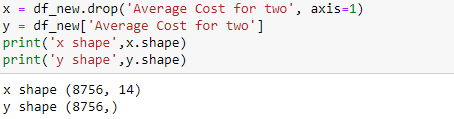 x = df_new.drop('Average Cost for two', axis=1)
y = df_new['Average Cost for two']
print('x shape',x.shape)
print('y shape',y.shape)
x shape (8756, 14)
y shape (8756,)